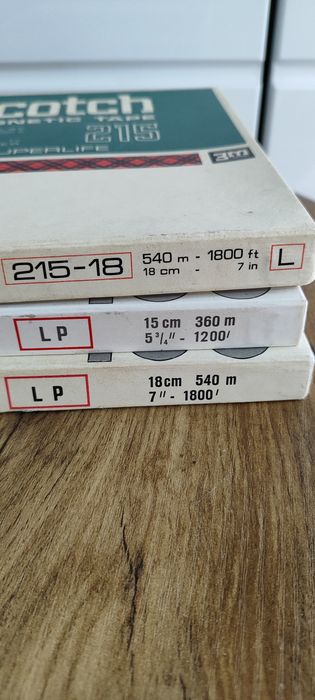 cotch
215
3M
215-18
540 m - 1800 ft
18 cm - 7 in
L
LP
15 cm 360 m
5 3/4" - 1200'
LP
18cm 540 m
7" - 1800'